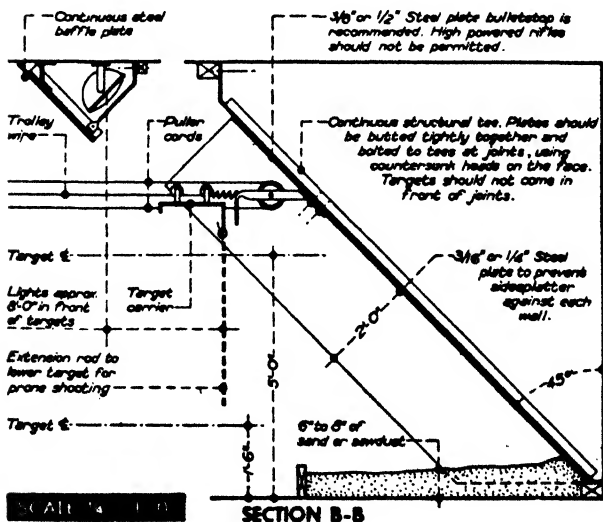 Continuous steel
baffle plate
3/8" or 1/2" Steel plate bulletstop is
recommended. High powered rifles
should not be permitted.
Trolley
wire
Puller
cords
Continuous structural tee. Plates should
be butted tightly together and
bolted to tees at joints, using
countersunk heads on the face.
Targets should not come in
front of joints.
Target ℄
3/16" or 1/4" Steel
plate to prevent
sidesplatter
against each
wall.
Lights approx.
8'-0" in front
of targets
Target
carrier
2'-0"
Extension rod to
lower target for
prone shooting
5'-0"
45°
Target ℄
1'-6"
6" to 8" of
sand or sawdust
SCALE
SECTION B-B